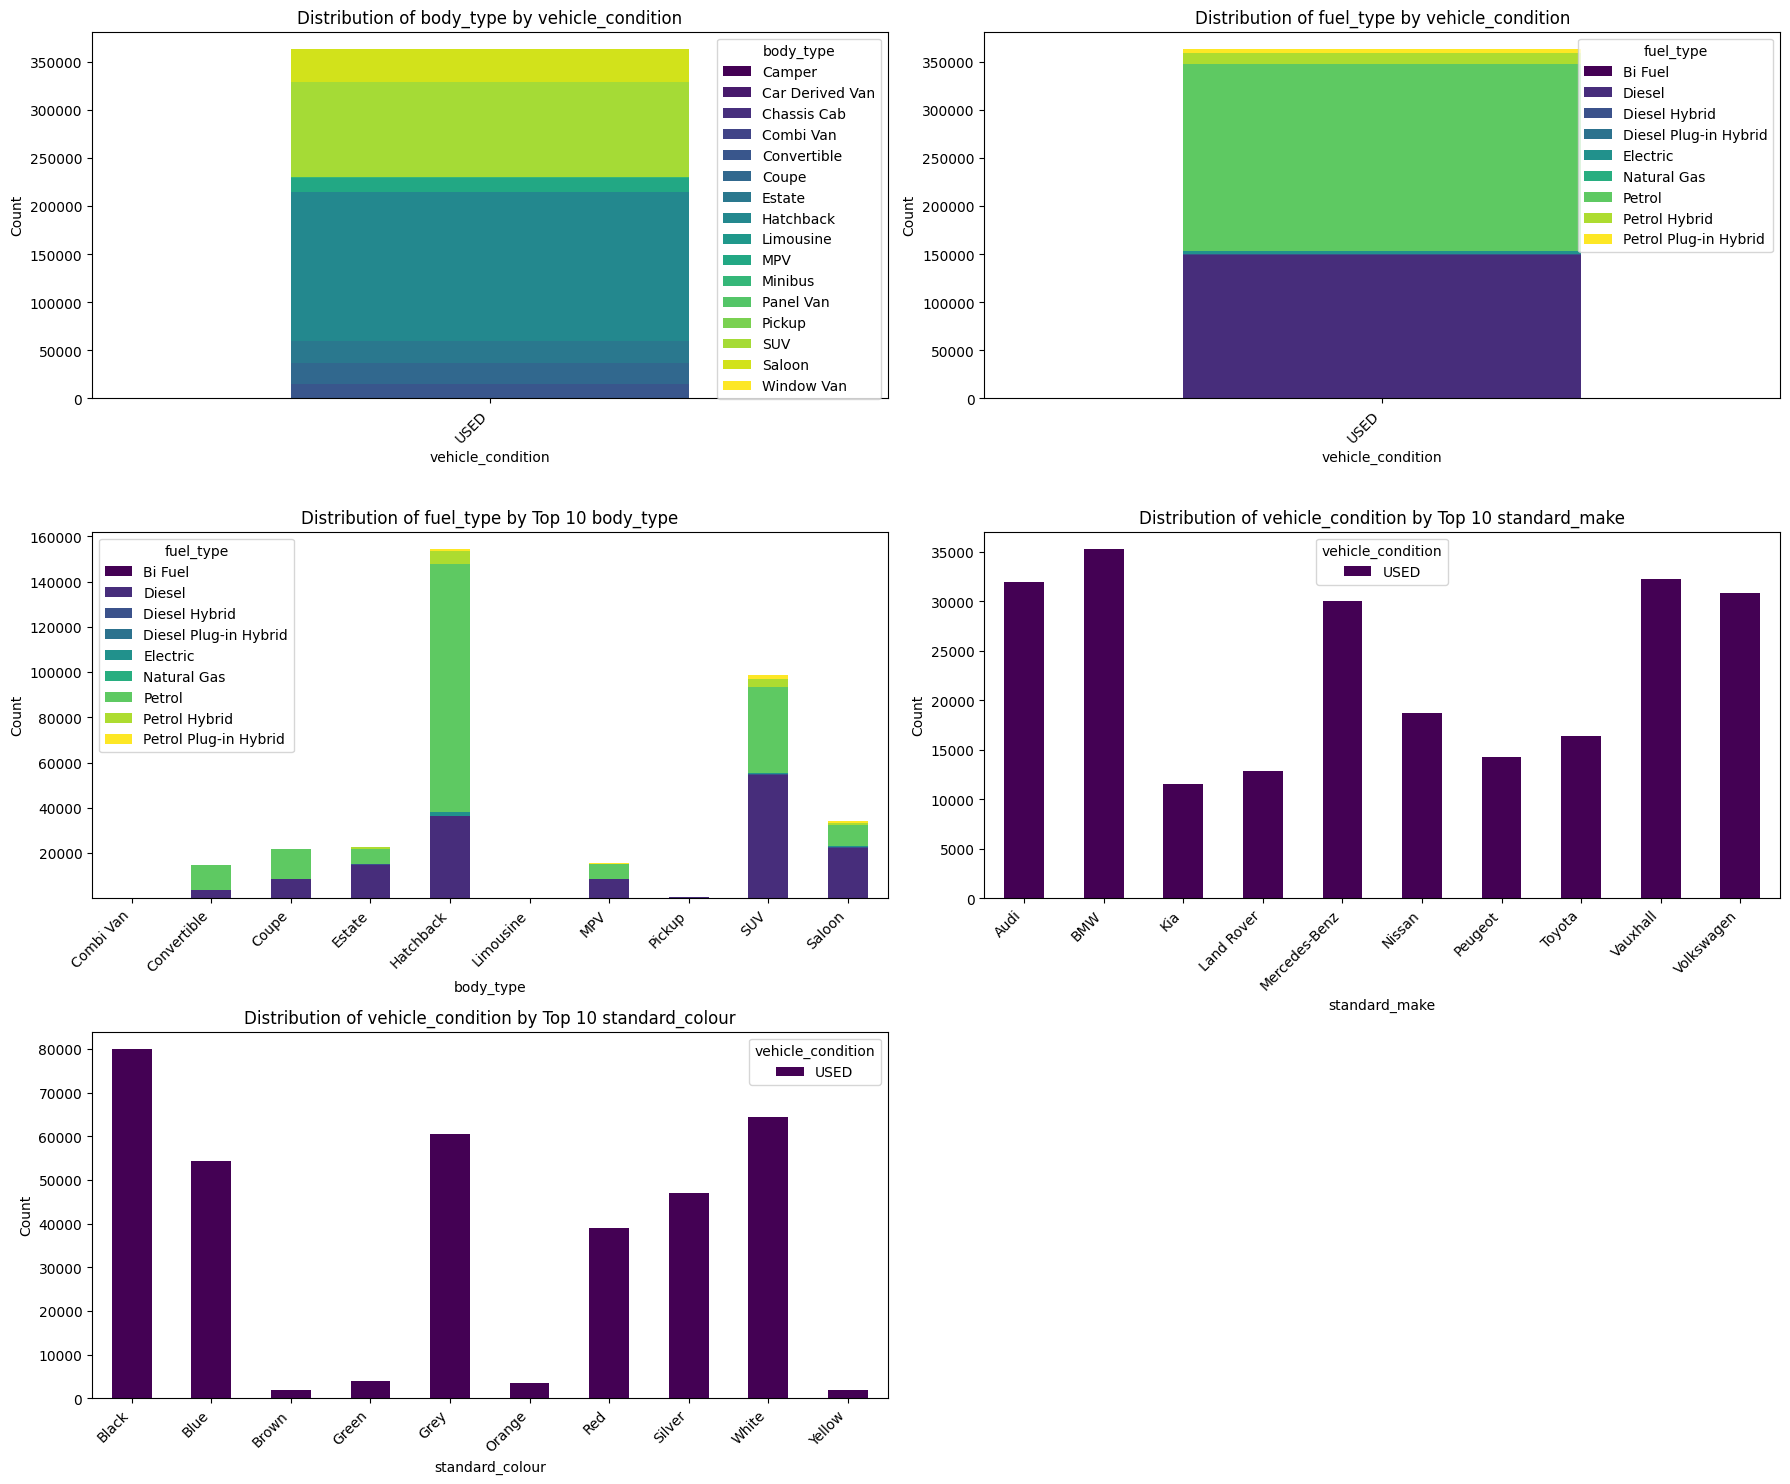 Distribution of body_type by vehicle_condition
Count
350000
300000
250000
200000
150000
100000
50000
0
body_type
Camper
Car Derived Van
Chassis Cab
Combi Van
Convertible
Coupe
Estate
Hatchback
Limousine
MPV
Minibus
Panel Van
Pickup
SUV
Saloon
Window Van
USED
vehicle_condition
Distribution of fuel_type by vehicle_condition
Count
350000
300000
250000
200000
150000
100000
50000
0
fuel_type
Bi Fuel
Diesel
Diesel Hybrid
Diesel Plug-in Hybrid
Electric
Natural Gas
Petrol
Petrol Hybrid
Petrol Plug-in Hybrid
USED
vehicle_condition
Distribution of fuel_type by Top 10 body_type
Count
160000
140000
120000
100000
80000
60000
40000
20000
fuel_type
Bi Fuel
Diesel
Diesel Hybrid
Diesel Plug-in Hybrid
Electric
Natural Gas
Petrol
Petrol Hybrid
Petrol Plug-in Hybrid
Combi Van
Convertible
Coupe
Estate
Hatchback
Limousine
MPV
Pickup
SUV
Saloon
body_type
Distribution of vehicle_condition by Top 10 standard_make
Count
35000
30000
25000
20000
15000
10000
5000
0
vehicle_condition
USED
Audi
BMW
Kia
Land Rover
Mercedes-Benz
Nissan
Peugeot
Toyota
Vauxhall
Volkswagen
standard_make
Distribution of vehicle_condition by Top 10 standard_colour
Count
80000
70000
60000
50000
40000
30000
20000
10000
0
vehicle_condition
USED
Black
Blue
Brown
Green
Grey
Orange
Red
Silver
White
Yellow
standard_colour